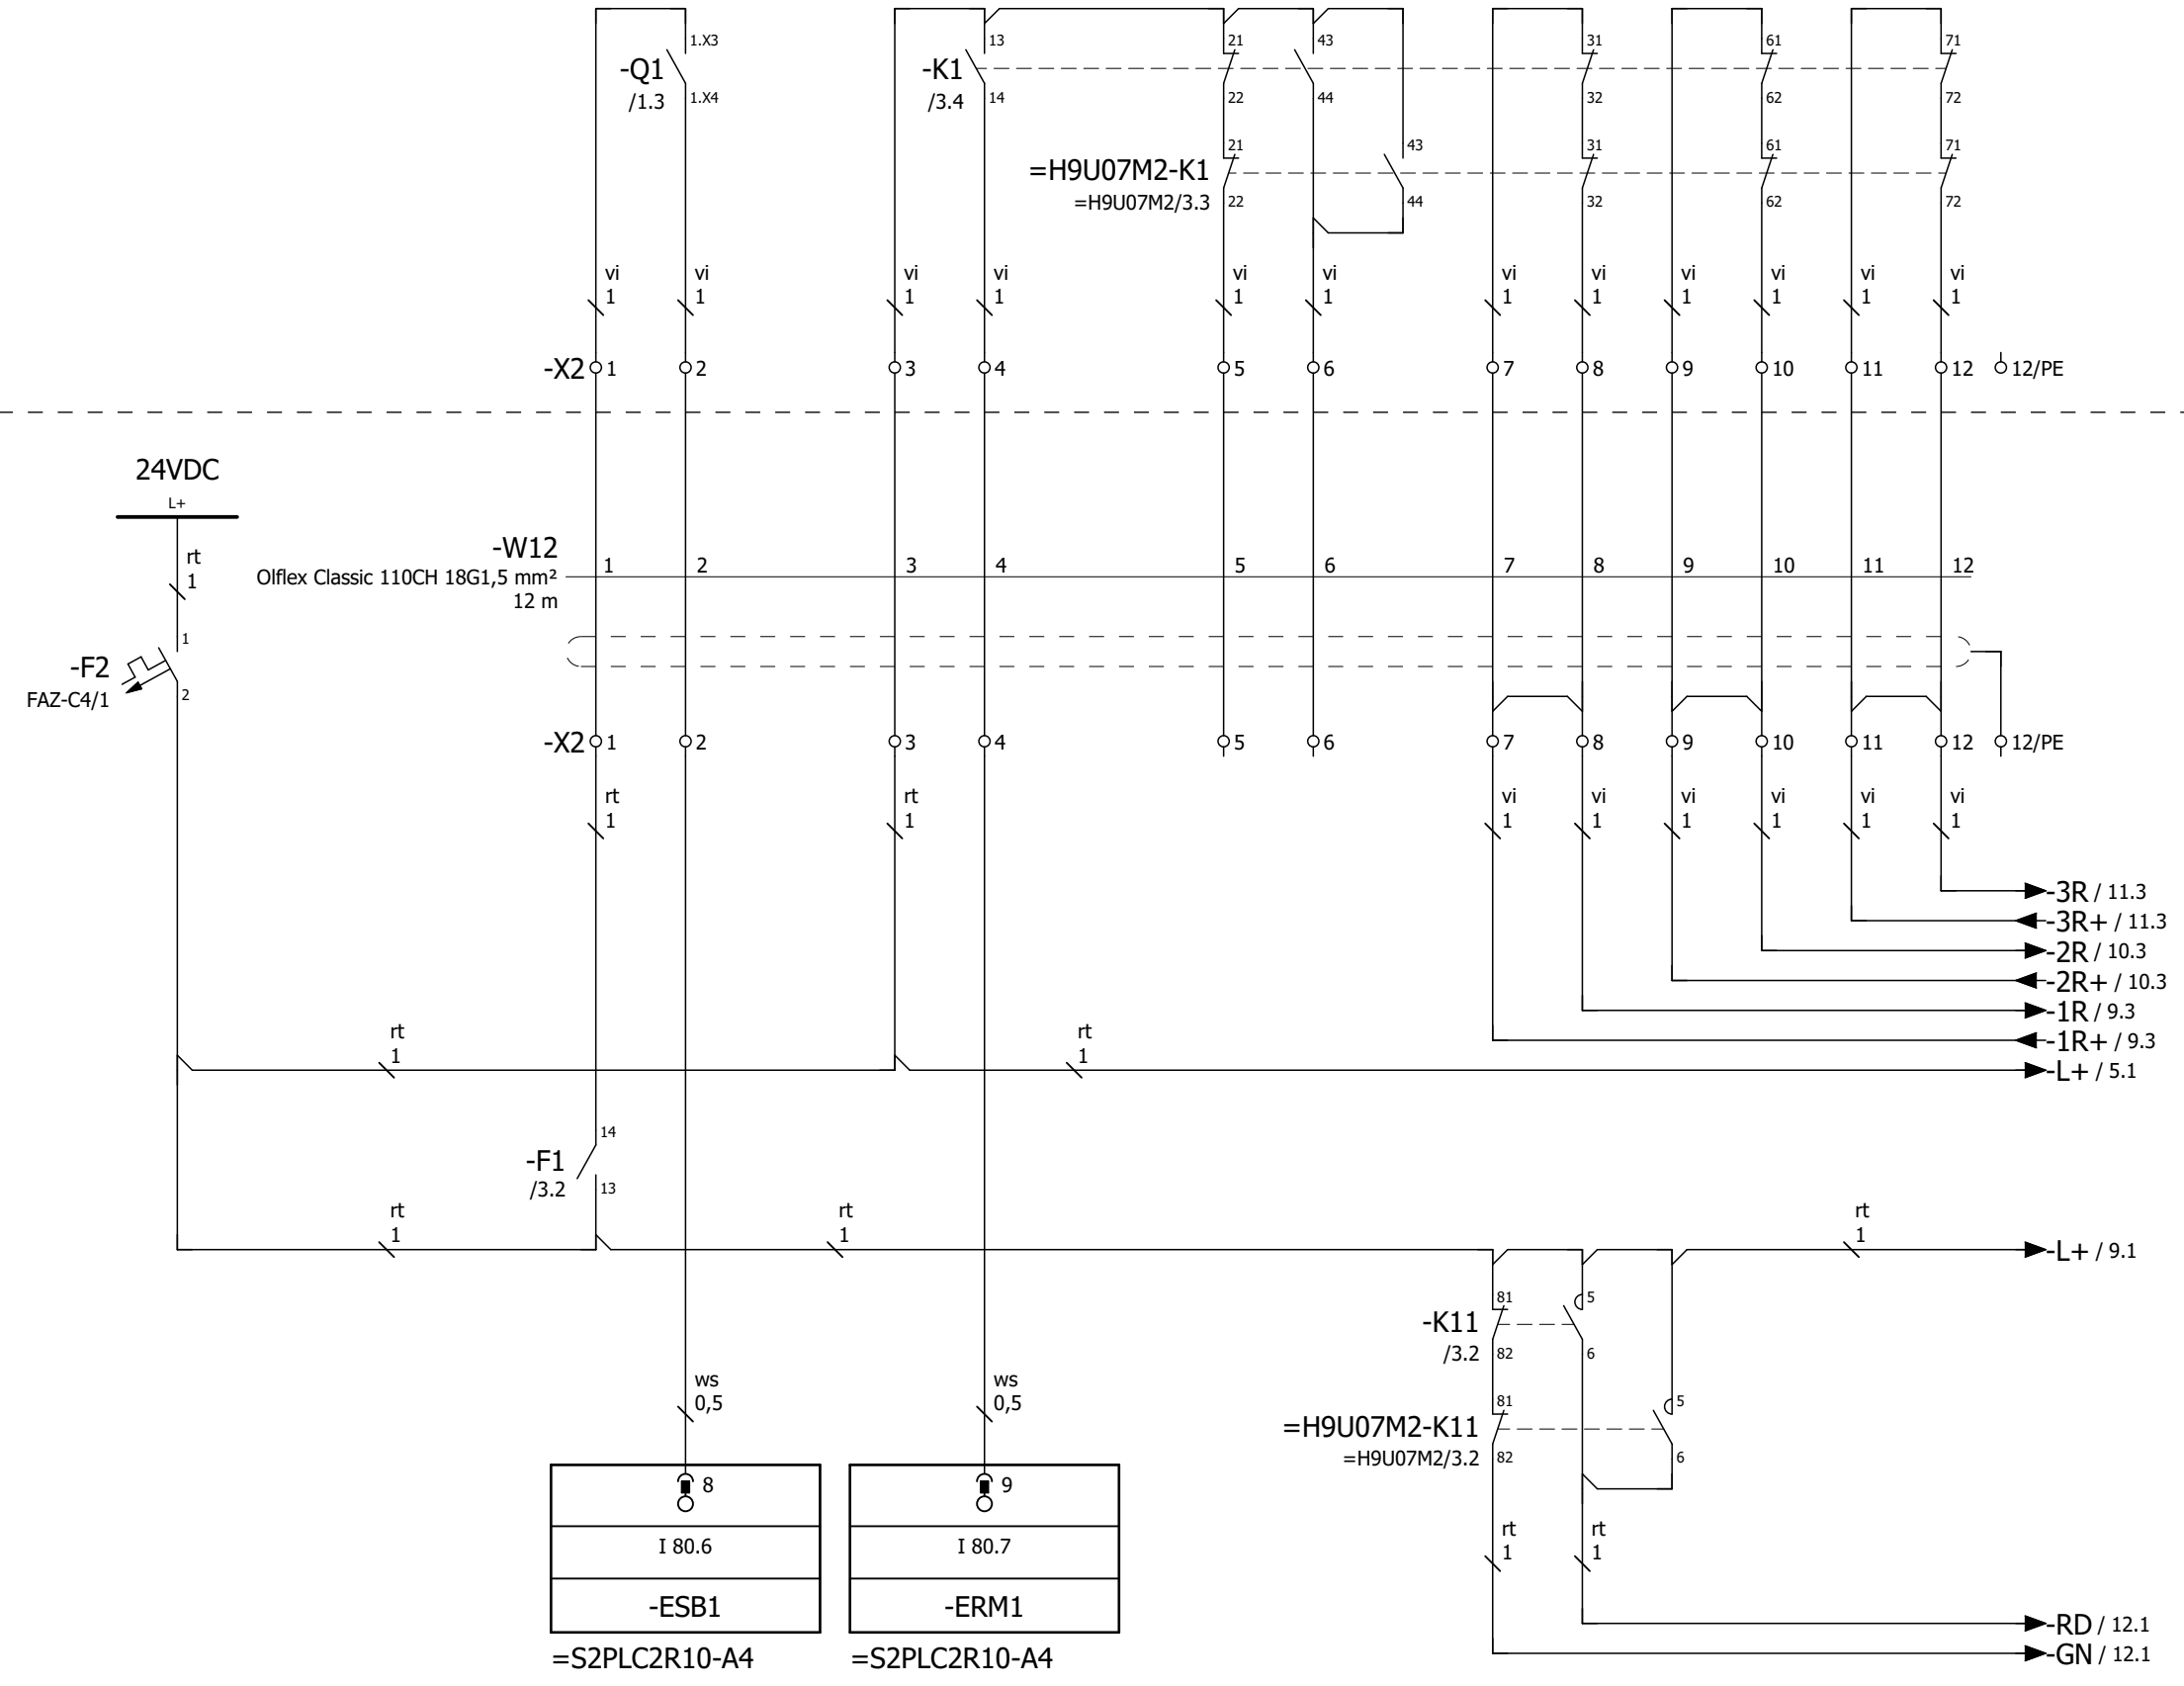 1.X3
-Q1
/1.3
1.X4
13
-K1
/3.4
14
21
43
31
61
71
22
44
32
62
72
21
43
31
61
71
=H9U07M2-K1
=H9U07M2/3.3
22
44
32
62
72
vi
1
vi
1
vi
1
vi
1
vi
1
vi
1
vi
1
vi
1
vi
1
vi
1
vi
1
vi
1
-X2 1 2 3 4 5 6 7 8 9 10 11 12 12/PE
24VDC
L+
rt
1
-W12
1 2 3 4 5 6 7 8 9 10 11 12
Olflex Classic 110CH 18G1,5 mm²
12 m
1
-F2
FAZ-C4/1
2
-X2 1 2 3 4 5 6 7 8 9 10 11 12 12/PE
rt
1
rt
1
vi
1
vi
1
vi
1
vi
1
vi
1
vi
1
-3R / 11.3
-3R+ / 11.3
-2R / 10.3
-2R+ / 10.3
-1R / 9.3
-1R+ / 9.3
-L+ / 5.1
rt
1
rt
1
14
-F1
/3.2
13
rt
1
rt
1
rt
1
-L+ / 9.1
81
5
-K11
/3.2
82
6
81
5
=H9U07M2-K11
=H9U07M2/3.2
82
6
ws
0,5
ws
0,5
8
I 80.6
-ESB1
=S2PLC2R10-A4
9
I 80.7
-ERM1
=S2PLC2R10-A4
rt
1
rt
1
-RD / 12.1
-GN / 12.1